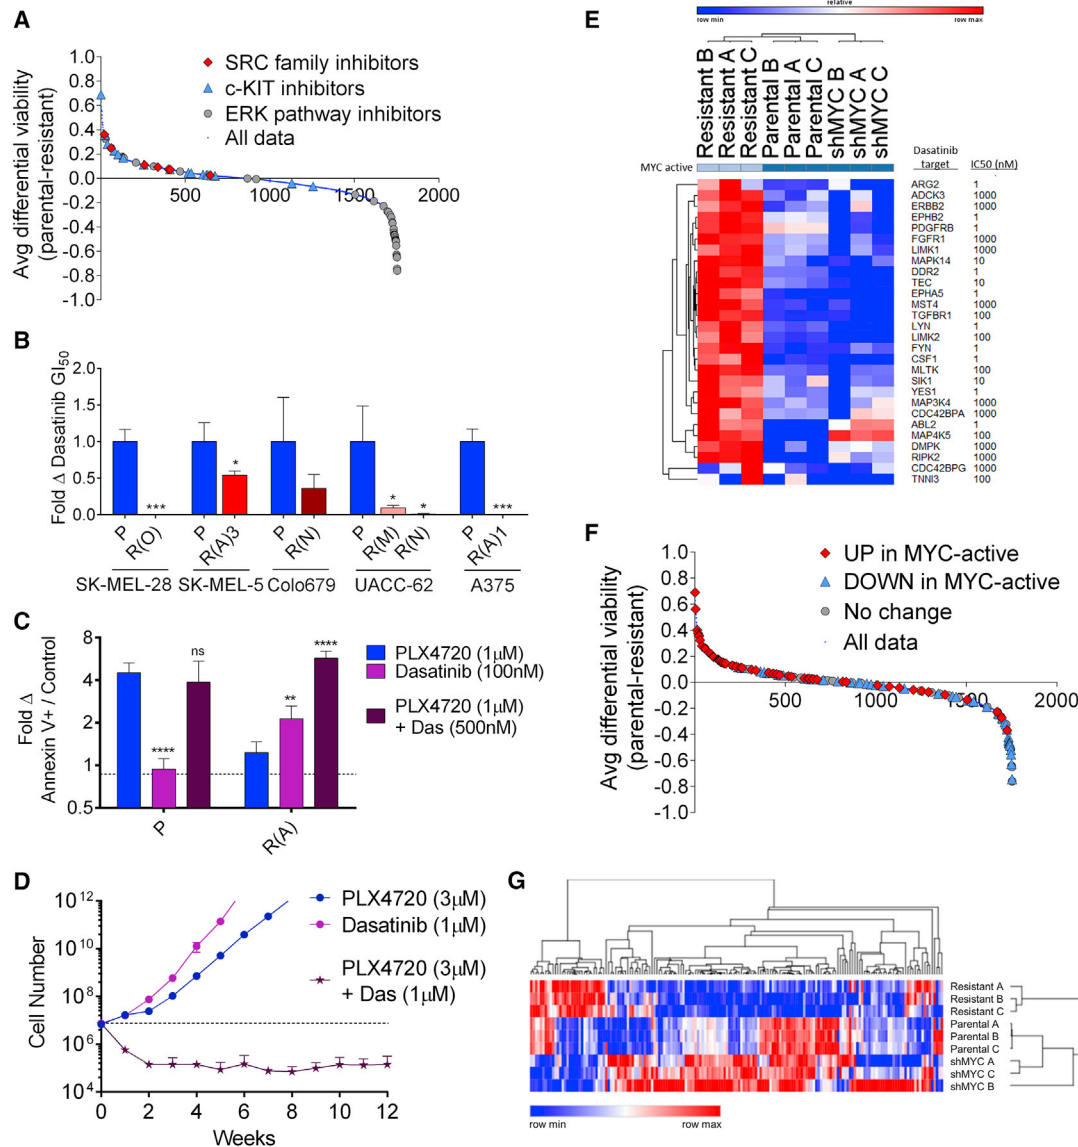 A
Avg differential viability
(parental-resistant)
1.0
0.8
0.6
0.4
0.2
0.0
-0.2
-0.4
-0.6
-0.8
-1.0
500
1000
1500
2000
SRC family inhibitors
c-KIT inhibitors
ERK pathway inhibitors
All data
B
Fold Δ Dasatinib GI50
2.0
1.5
1.0
0.5
0.0
***
*
*
*
***
P
R(O)
P
R(A)3
P
R(N)
P
R(M)
R(N)
P
R(A)1
SK-MEL-28
SK-MEL-5
Colo679
UACC-62
A375
C
Fold Δ
Annexin V+ / Control
8
4
2
1
0.5
****
ns
**
****
P
R(A)
PLX4720 (1μM)
Dasatinib (100nM)
PLX4720 (1μM)
+ Das (500nM)
D
Cell Number
10^12
10^10
10^8
10^6
10^4
0
2
4
6
8
10
12
Weeks
PLX4720 (3μM)
Dasatinib (1μM)
PLX4720 (3μM)
+ Das (1μM)
E
relative
row min
row max
Resistant B
Resistant A
Resistant C
Parental B
Parental A
Parental C
shMYC B
shMYC A
shMYC C
MYC active
Dasatinib
target
IC50 (nM)
ARG2 1
ADCK3 1000
ERBB2 1000
EPHB2 1
PDGFRB 1
FGFR1 1000
LIMK1 1000
MAPK14 10
DDR2 1
TEC 10
EPHA5 1
MST4 1000
TGFBR1 100
LYN 1
LIMK2 100
FYN 1
CSF1 1
MLTK 100
SIK1 10
YES1 1
MAP3K4 1000
CDC42BPA 1000
ABL2 1
MAP4K5 100
DMPK 1000
RIPK2 1000
CDC42BPG 1000
TNNI3 100
F
Avg differential viability
(parental-resistant)
1.0
0.8
0.6
0.4
0.2
0.0
-0.2
-0.4
-0.6
-0.8
-1.0
500
1000
1500
2000
UP in MYC-active
DOWN in MYC-active
No change
All data
G
Resistant A
Resistant B
Resistant C
Parental A
Parental B
Parental C
shMYC A
shMYC C
shMYC B
row min
row max